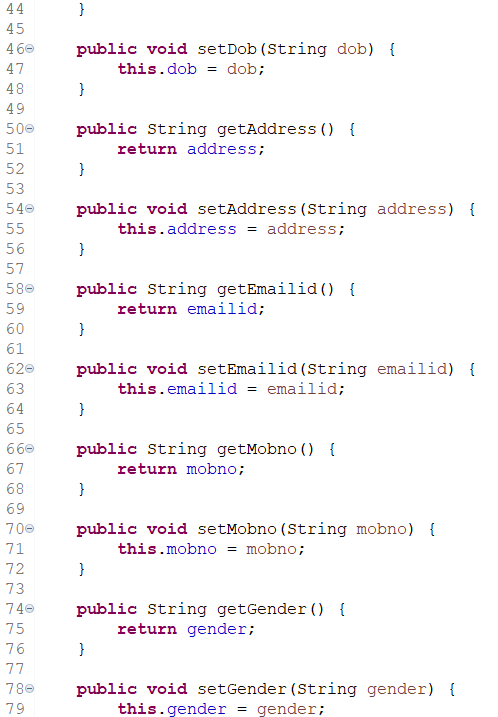 44    }
45
46    public void setDob(String dob) {
47        this.dob = dob;
48    }
49
50    public String getAddress() {
51        return address;
52    }
53
54    public void setAddress(String address) {
55        this.address = address;
56    }
57
58    public String getEmailid() {
59        return emailid;
60    }
61
62    public void setEmailid(String emailid) {
63        this.emailid = emailid;
64    }
65
66    public String getMobno() {
67        return mobno;
68    }
69
70    public void setMobno(String mobno) {
71        this.mobno = mobno;
72    }
73
74    public String getGender() {
75        return gender;
76    }
77
78    public void setGender(String gender) {
79        this.gender = gender;